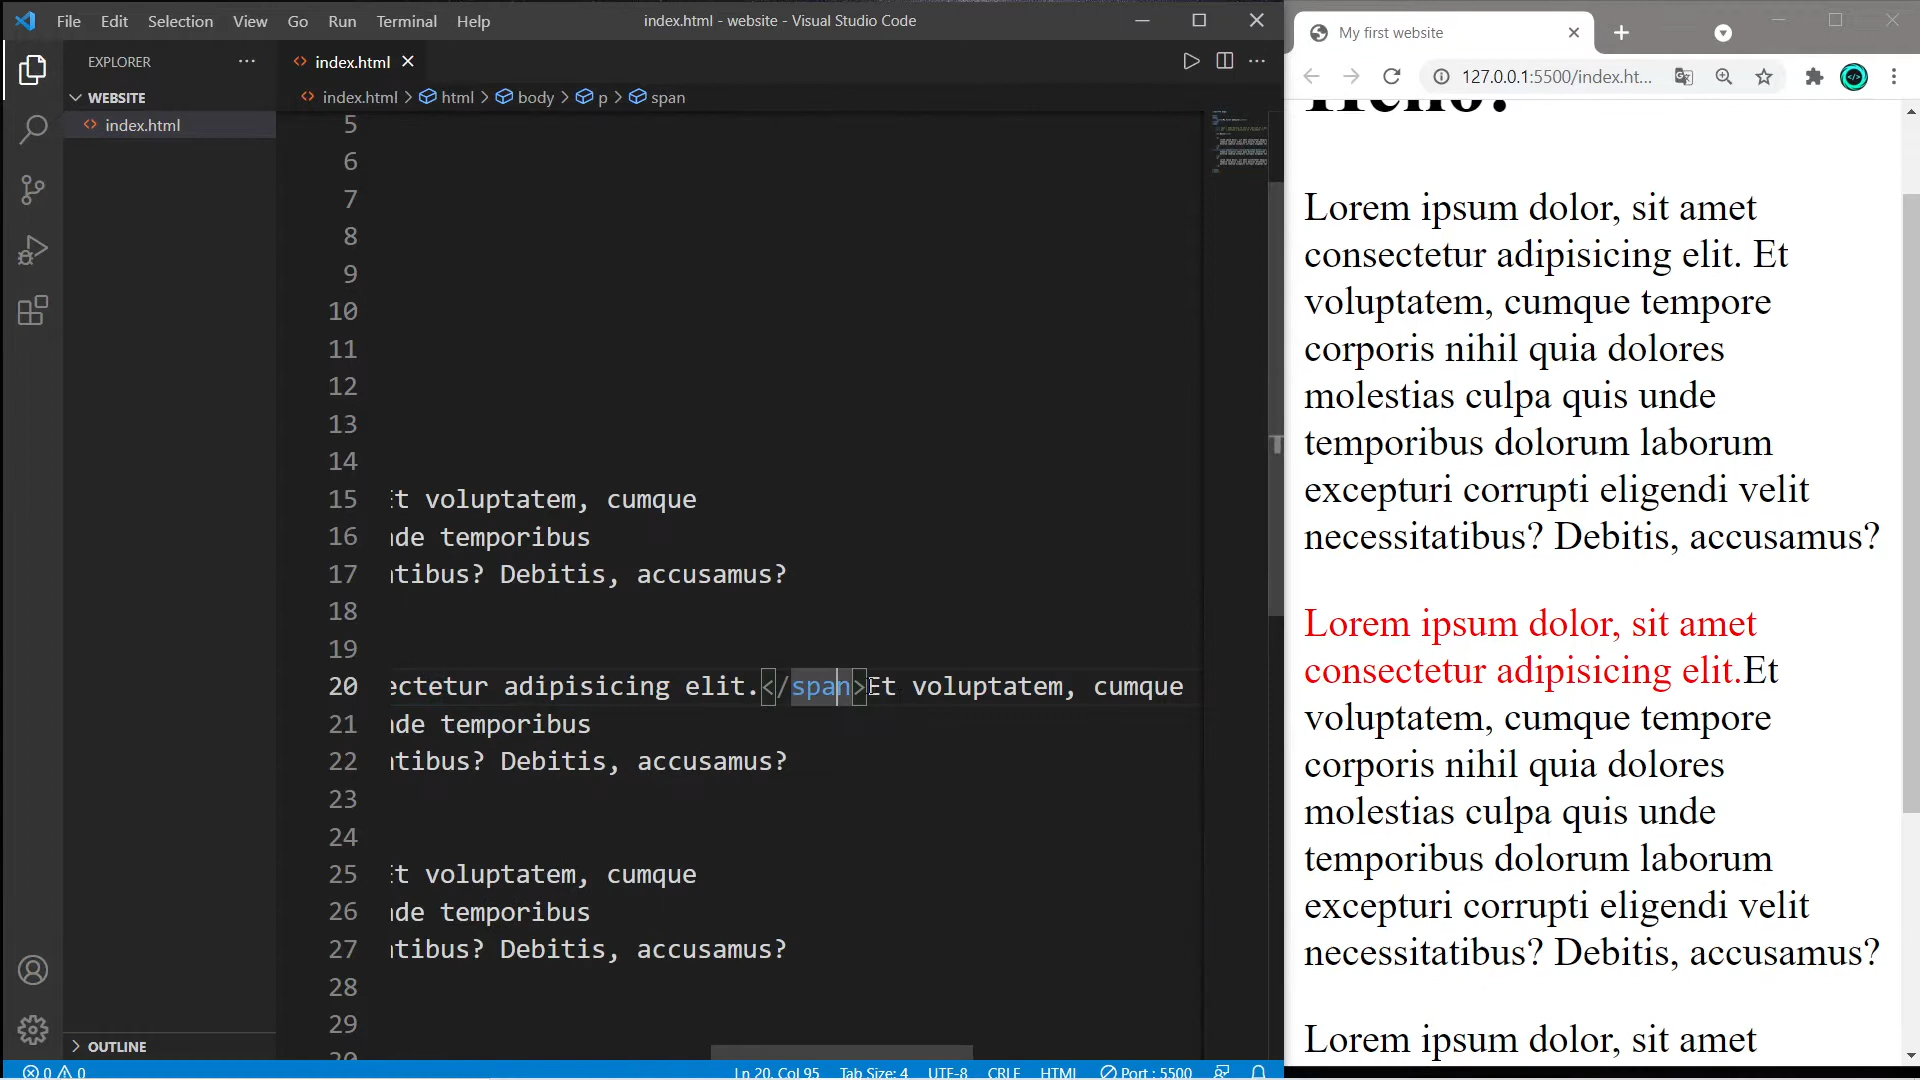 File Edit Selection View Go Run Terminal Help
index.html - website - Visual Studio Code
EXPLORER
WEBSITE
index.html
OUTLINE
index.html
index.html > html > body > p > span
5
6
7
8
9
10
11
12
13
14
15 t voluptatem, cumque
16 de temporibus
17 tibus? Debitis, accusamus?
18
19
20 ectetur adipisicing elit.</span>Et voluptatem, cumque
21 de temporibus
22 tibus? Debitis, accusamus?
23
24
25 t voluptatem, cumque
26 de temporibus
27 tibus? Debitis, accusamus?
28
29
0 0
Ln 20, Col 95 Tab Size: 4 UTF-8 CRLF HTML Port : 5500
My first website
127.0.0.1:5500/index.ht...
Hello!
Lorem ipsum dolor, sit amet
consectetur adipisicing elit. Et
voluptatem, cumque tempore
corporis nihil quia dolores
molestias culpa quis unde
temporibus dolorum laborum
excepturi corrupti eligendi velit
necessitatibus? Debitis, accusamus?
Lorem ipsum dolor, sit amet
consectetur adipisicing elit.Et
voluptatem, cumque tempore
corporis nihil quia dolores
molestias culpa quis unde
temporibus dolorum laborum
excepturi corrupti eligendi velit
necessitatibus? Debitis, accusamus?
Lorem ipsum dolor, sit amet